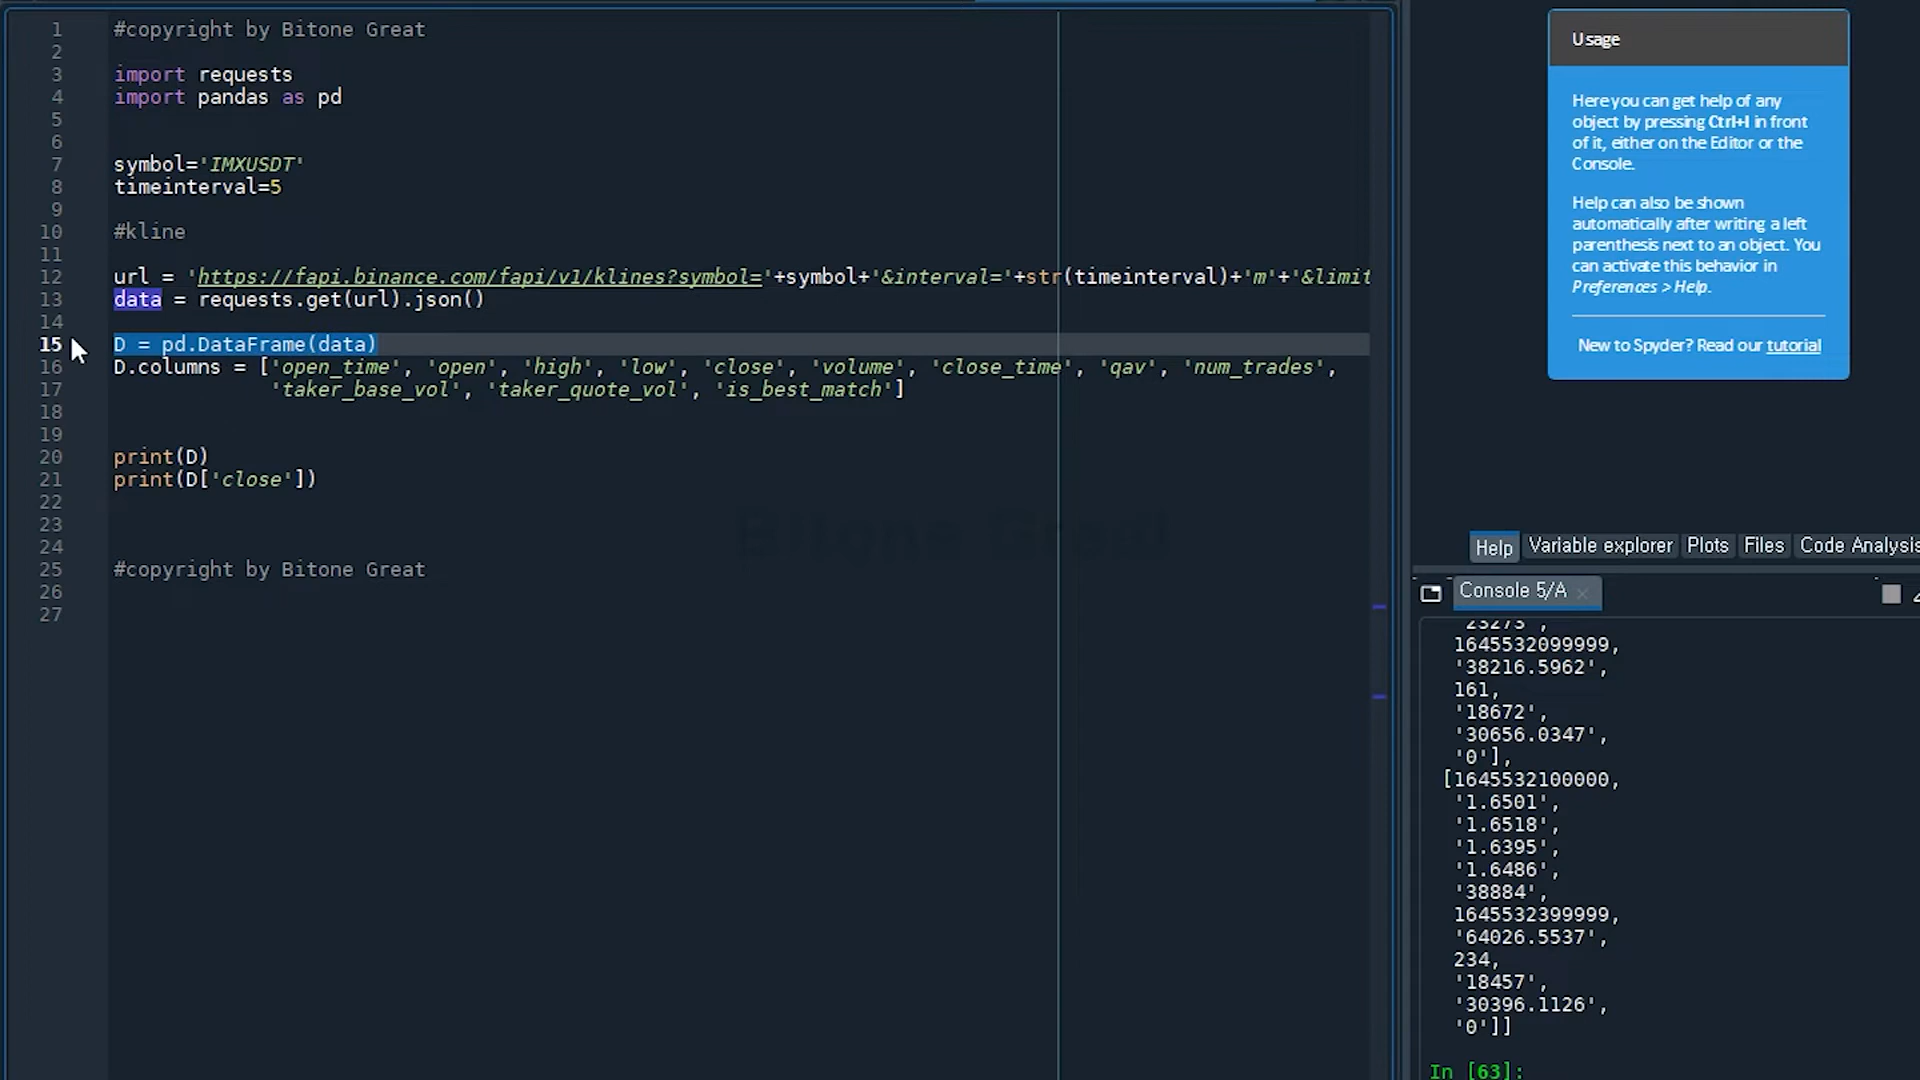 1 #copyright by Bitone Great
2
3 import requests
4 import pandas as pd
5
6
7 symbol='IMXUSDT'
8 timeinterval=5
9
10 #kline
11
12 url = 'https://fapi.binance.com/fapi/v1/klines?symbol='+symbol+'&interval='+str(timeinterval)+'m'+'&limit
13 data = requests.get(url).json()
14
15 D = pd.DataFrame(data)
16 D.columns = ['open_time', 'open', 'high', 'low', 'close', 'volume', 'close_time', 'qav', 'num_trades',
17 'taker_base_vol', 'taker_quote_vol', 'is_best_match']
18
19
20 print(D)
21 print(D['close'])
22
23
24
25 #copyright by Bitone Great
26
27
Bitone Great
Usage
Here you can get help of any
object by pressing Ctrl+I in front
of it, either on the Editor or the
Console.
Help can also be shown
automatically after writing a left
parenthesis next to an object. You
can activate this behavior in
Preferences > Help.
New to Spyder? Read our tutorial
Help Variable explorer Plots Files Code Analysis
Console 5/A
'23273',
1645532099999,
'38216.5962',
161,
'18672',
'30656.0347',
'0'],
[1645532100000,
'1.6501',
'1.6518',
'1.6395',
'1.6486',
'38884',
1645532399999,
'64026.5537',
234,
'18457',
'30396.1126',
'0']]
In [63]: